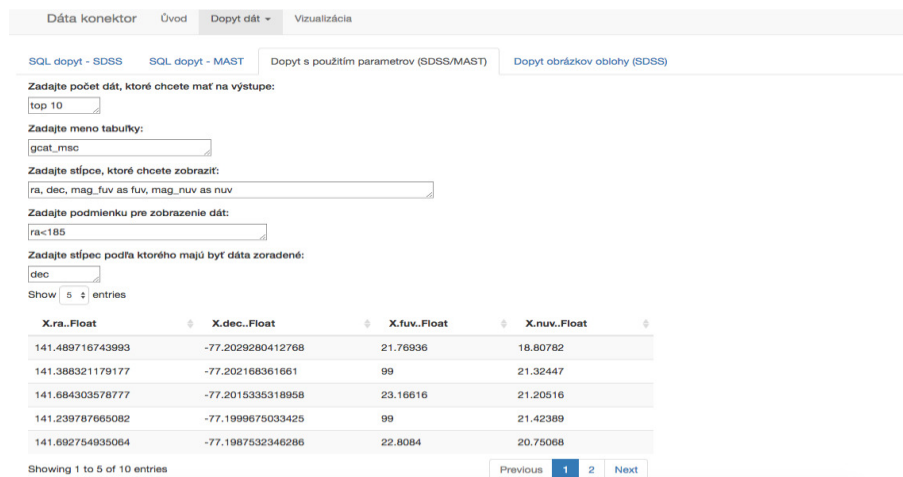 Dáta konektor Úvod Dopyt dát Vizualizácia
SQL dopyt - SDSS SQL dopyt - MAST Dopyt s použitím parametrov (SDSS/MAST) Dopyt obrázkov oblohy (SDSS)
Zadajte počet dát, ktoré chcete mať na výstupe:
top 10
Zadajte meno tabuľky:
gcat_msc
Zadajte stĺpce, ktoré chcete zobraziť:
ra, dec, mag_fuv as fuv, mag_nuv as nuv
Zadajte podmienku pre zobrazenie dát:
ra<185
Zadajte stĺpec podľa ktorého majú byť dáta zoradené:
dec
Show 5 entries
X.ra..Float X.dec..Float X.fuv..Float X.nuv..Float
141.489716743993 -77.2029280412768 21.76936 18.80782
141.388321179177 -77.202168361661 99 21.32447
141.684303578777 -77.2015335318958 23.16616 21.20516
141.239787665082 -77.1999675033425 99 21.42389
141.692754935064 -77.1987532346286 22.8084 20.75068
Showing 1 to 5 of 10 entries Previous 1 2 Next